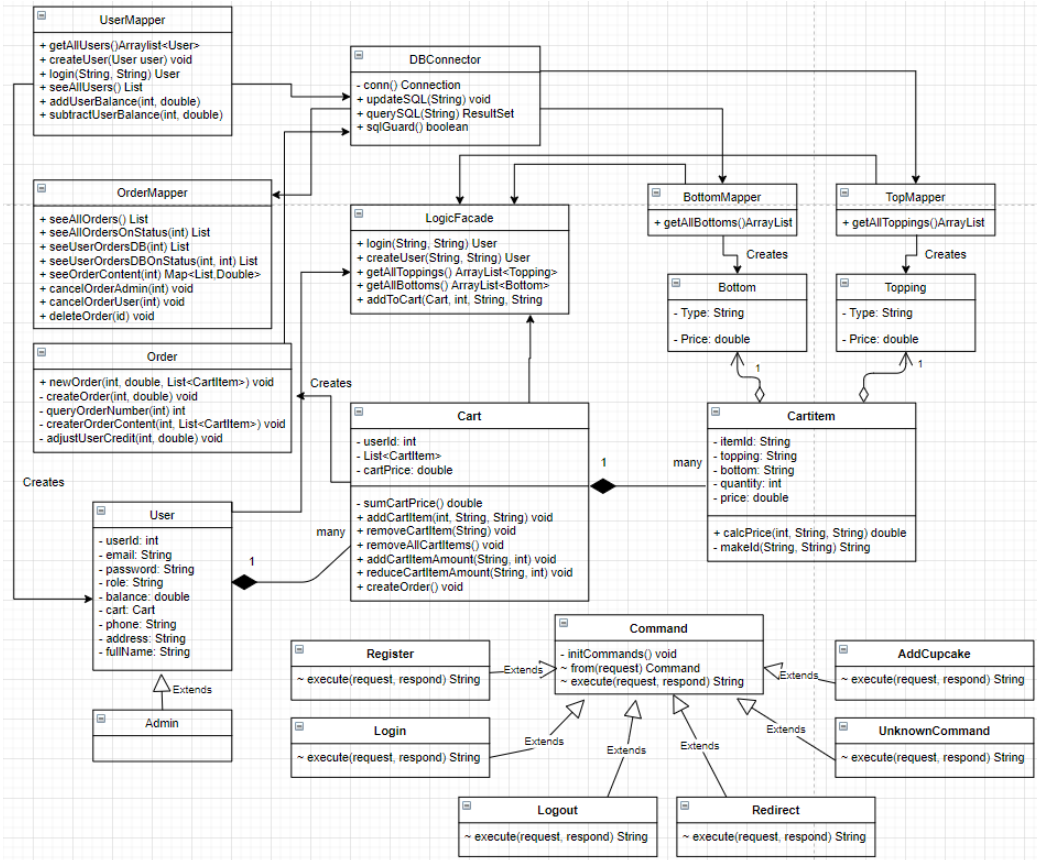 UserMapper
+ getAllUsers()Arraylist<User>
+ createUser(User user) void
+ login(String, String) User
+ seeAllUsers() List
+ addUserBalance(int, double)
+ subtractUserBalance(int, double)
DBConnector
- conn() Connection
+ updateSQL(String) void
+ querySQL(String) ResultSet
+ sqlGuard() boolean
OrderMapper
+ seeAllOrders() List
+ seeAllOrdersOnStatus(int) List
+ seeUserOrdersDB(int) List
+ seeUserOrdersDBOnStatus(int, int) List
+ seeOrderContent(int) Map<List,Double>
+ cancelOrderAdmin(int) void
+ cancelOrderUser(int) void
+ deleteOrder(id) void
LogicFacade
+ login(String, String) User
+ createUser(String, String) User
+ getAllToppings() ArrayList<Topping>
+ getAllBottoms() ArrayList<Bottom>
+ addToCart(Cart, int, String, String
BottomMapper
+ getAllBottoms()ArrayList
TopMapper
+ getAllToppings()ArrayList
Creates
Creates
Bottom
- Type: String
- Price: double
Topping
- Type: String
- Price: double
1
1
Order
+ newOrder(int, double, List<CartItem>) void
- createOrder(int, double) void
- queryOrderNumber(int) int
- createrOrderContent(int, List<CartItem>) void
- adjustUserCredit(int, double) void
Creates
Cart
- userId: int
- List<CartItem>
- cartPrice: double
- sumCartPrice() double
+ addCartItem(int, String, String) void
+ removeCartItem(String) void
+ removeAllCartItems() void
+ addCartItemAmount(String, int) void
+ reduceCartItemAmount(String, int) void
+ createOrder() void
1
many
Cartitem
- itemId: String
- topping: String
- bottom: String
- quantity: int
- price: double
+ calcPrice(int, String, String) double
- makeId(String, String) String
Creates
User
- userId: int
- email: String
- password: String
- role: String
- balance: double
- cart: Cart
- phone: String
- address: String
- fullName: String
1
many
Extends
Admin
Command
- initCommands() void
~ from(request) Command
~ execute(request, respond) String
Register
~ execute(request, respond) String
Extends
AddCupcake
~ execute(request, respond) String
Extends
Login
~ execute(request, respond) String
Extends
Extends
Extends
Extends
UnknownCommand
~ execute(request, respond) String
Logout
~ execute(request, respond) String
Redirect
~ execute(request, respond) String